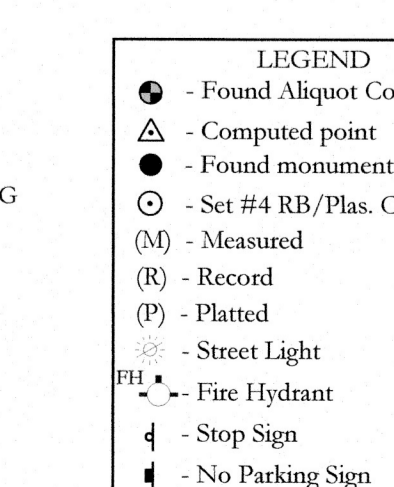 LEGEND
- Found Aliquot Co
- Computed point
- Found monument
G
- Set #4 RB/Plas. C
(M) - Measured
(R) - Record
(P) - Platted
- Street Light
FH - Fire Hydrant
- Stop Sign
- No Parking Sign